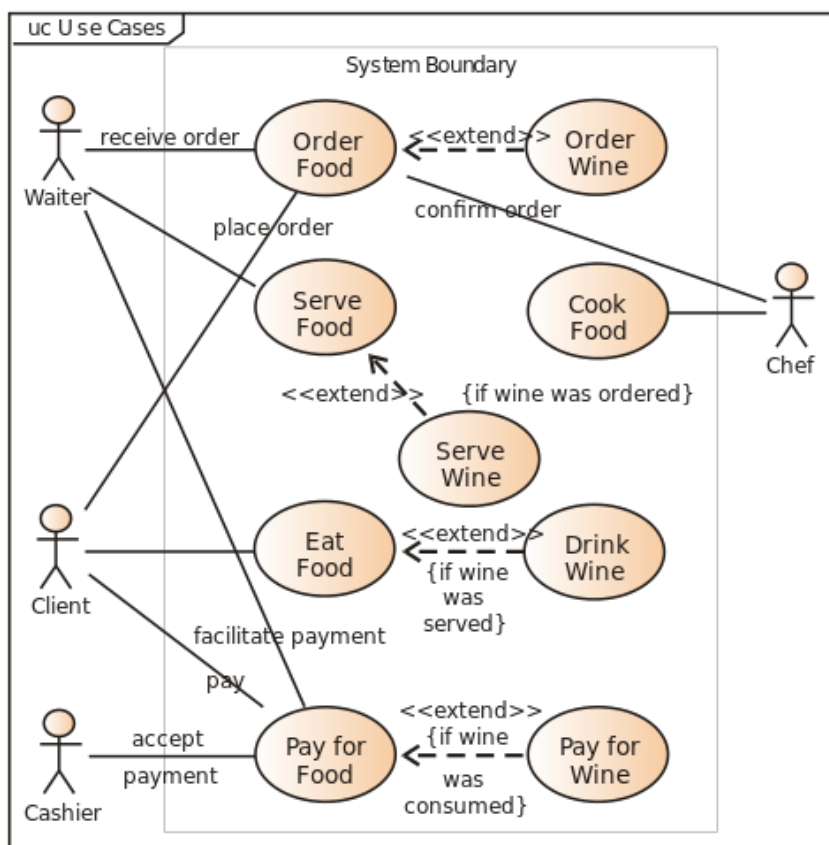 uc Use Cases
System Boundary
receive order
Order
Food
<<extend>>
Order
Wine
Waiter
place order
confirm order
Serve
Food
Cook
Food
Chef
<<extend>>
{if wine was ordered}
Serve
Wine
Eat
Food
<<extend>>
{if wine
was
served}
Drink
Wine
Client
facilitate payment
pay
accept
payment
Pay for
Food
<<extend>>
{if wine
was
consumed}
Pay for
Wine
Cashier